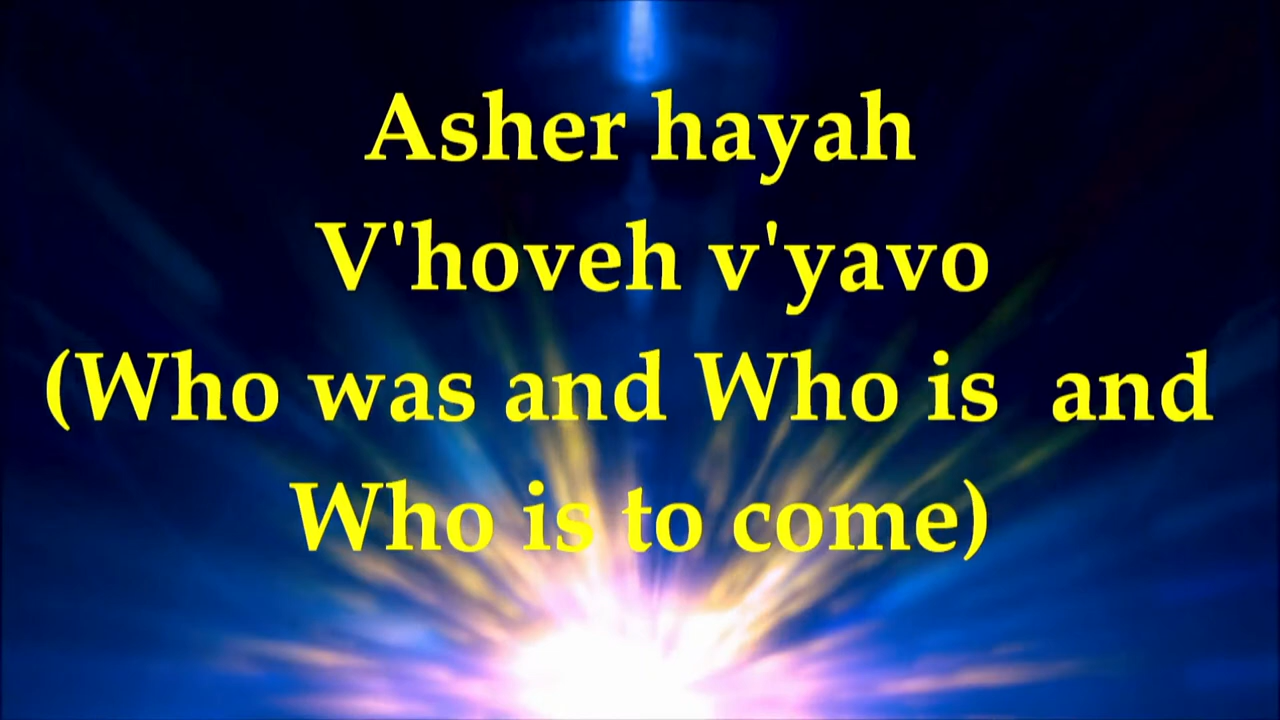 Asher hayah
V'hoveh v'yavo
(Who was and Who is  and
Who is to come)